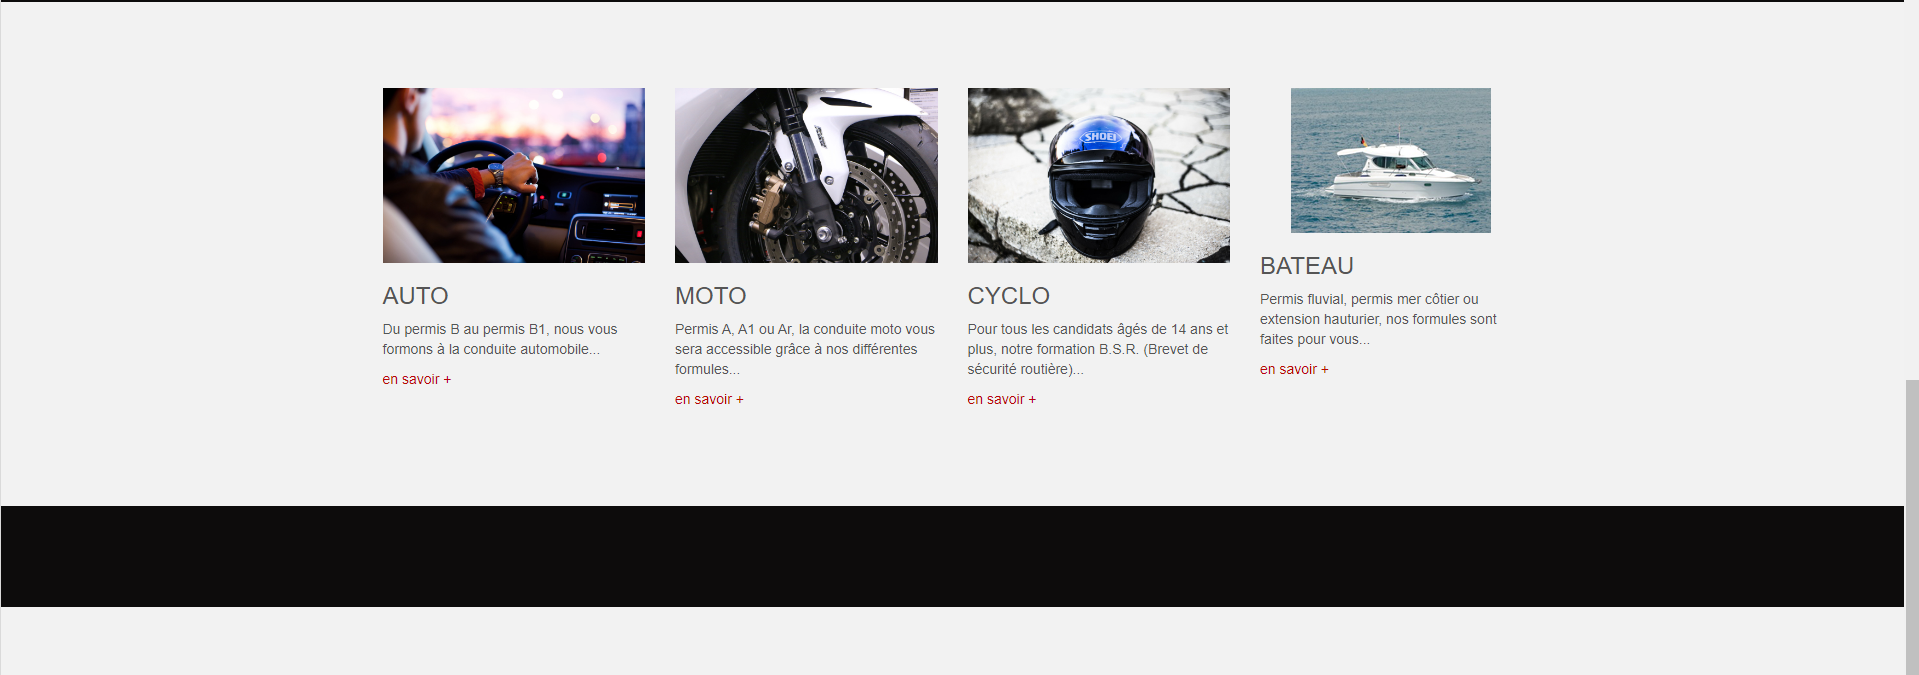 SHOEI
AUTO
Du permis B au permis B1, nous vous
formons à la conduite automobile...
en savoir +
MOTO
Permis A, A1 ou Ar, la conduite moto vous
sera accessible grâce à nos différentes
formules...
en savoir +
CYCLO
Pour tous les candidats âgés de 14 ans et
plus, notre formation B.S.R. (Brevet de
sécurité routière)...
en savoir +
BATEAU
Permis fluvial, permis mer côtier ou
extension hauturier, nos formules sont
faites pour vous...
en savoir +